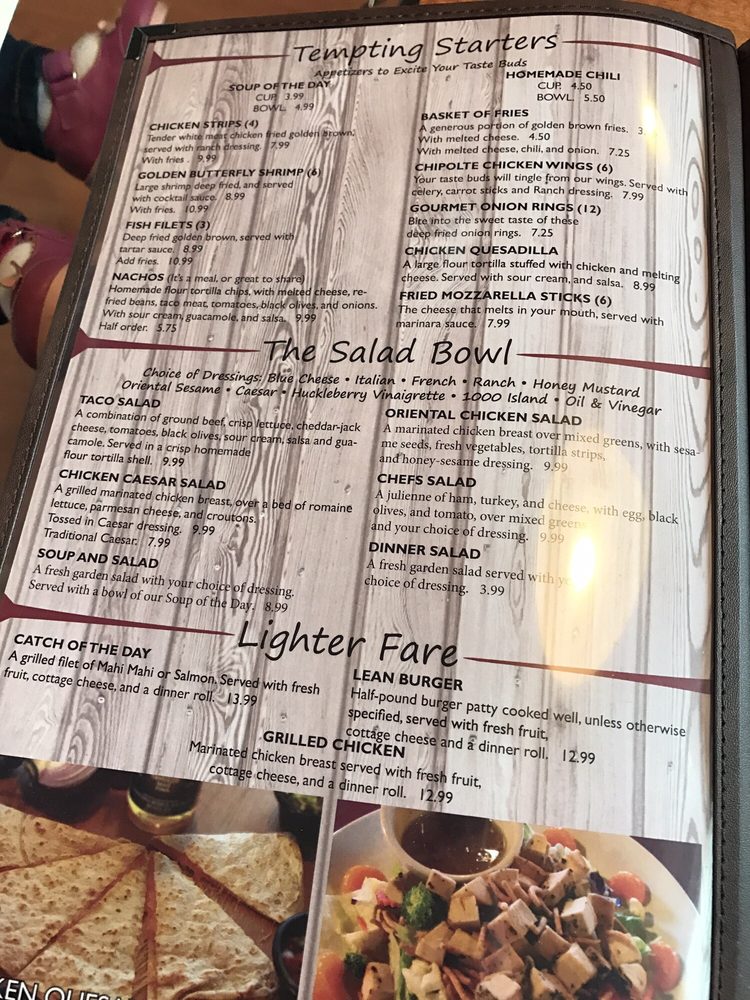 Tempting Starters
Appetizers to Excite Your Taste Buds
SOUP OF THE DAY
CUP 3.99
BOWL. 4.99
CHICKEN STRIPS (4)
Tender white meat chicken fried golden brown,
served with ranch dressing. 7.99
With fries . 9.99
GOLDEN BUTTERFLY SHRIMP (6)
Large shrimp deep fried, and served
with cocktail sauce. 8.99
With fries. 10.99
FISH FILETS (3)
Deep fried golden brown, served with
tartar sauce. 8.99
Add fries. 10.99
NACHOS (It's a meal, or great to share)
Homemade flour tortilla chips, with melted cheese, re-
fried beans, taco meat, tomatoes, black olives, and onions.
With sour cream, guacamole, and salsa. 9.99
Half order. 5.75
HOMEMADE CHILI
CUP. 4.50
BOWL. 5.50
BASKET OF FRIES
A generous portion of golden brown fries. 3.
With melted cheese. 4.50
With melted cheese, chili, and onion. 7.25
CHIPOLTE CHICKEN WINGS (6)
Your taste buds will tingle from our wings. Served with
celery, carrot sticks and Ranch dressing. 7.99
GOURMET ONION RINGS (12)
Bite into the sweet taste of these
deep fried onion rings. 7.25
CHICKEN QUESADILLA
A large flour tortilla stuffed with chicken and melting
cheese. Served with sour cream, and salsa. 8.99
FRIED MOZZARELLA STICKS (6)
The cheese that melts in your mouth, served with
marinara sauce. 7.99
The Salad Bowl
Choice of Dressings: Blue Cheese • Italian • French • Ranch • Honey Mustard
Oriental Sesame • Caesar • Huckleberry Vinaigrette • 1000 Island • Oil & Vinegar
TACO SALAD
A combination of ground beef, crisp lettuce, cheddar-jack
cheese, tomatoes, black olives, sour cream, salsa and gua-
camole. Served in a crisp homemade
flour tortilla shell. 9.99
CHICKEN CAESAR SALAD
A grilled marinated chicken breast, over a bed of romaine
lettuce, parmesan cheese, and croutons.
Tossed in Caesar dressing. 9.99
Traditional Caesar. 7.99
SOUP AND SALAD
A fresh garden salad with your choice of dressing.
Served with a bowl of our Soup of the Day. 8.99
ORIENTAL CHICKEN SALAD
A marinated chicken breast over mixed greens, with sesa-
me seeds, fresh vegetables, tortilla strips,
and honey-sesame dressing. 9.99
CHEFS SALAD
A julienne of ham, turkey, and cheese, with egg, black
olives, and tomato, over mixed greens
and your choice of dressing. 9.99
DINNER SALAD
A fresh garden salad served with
choice of dressing. 3.99
Lighter Fare
CATCH OF THE DAY
A grilled filet of Mahi Mahi or Salmon. Served with fresh
fruit, cottage cheese, and a dinner roll. 13.99
LEAN BURGER
Half-pound burger patty cooked well, unless otherwise
specified, served with fresh fruit,
cottage cheese and a dinner roll. 12.99
GRILLED CHICKEN
Marinated chicken breast served with fresh fruit,
cottage cheese, and a dinner roll. 12.99